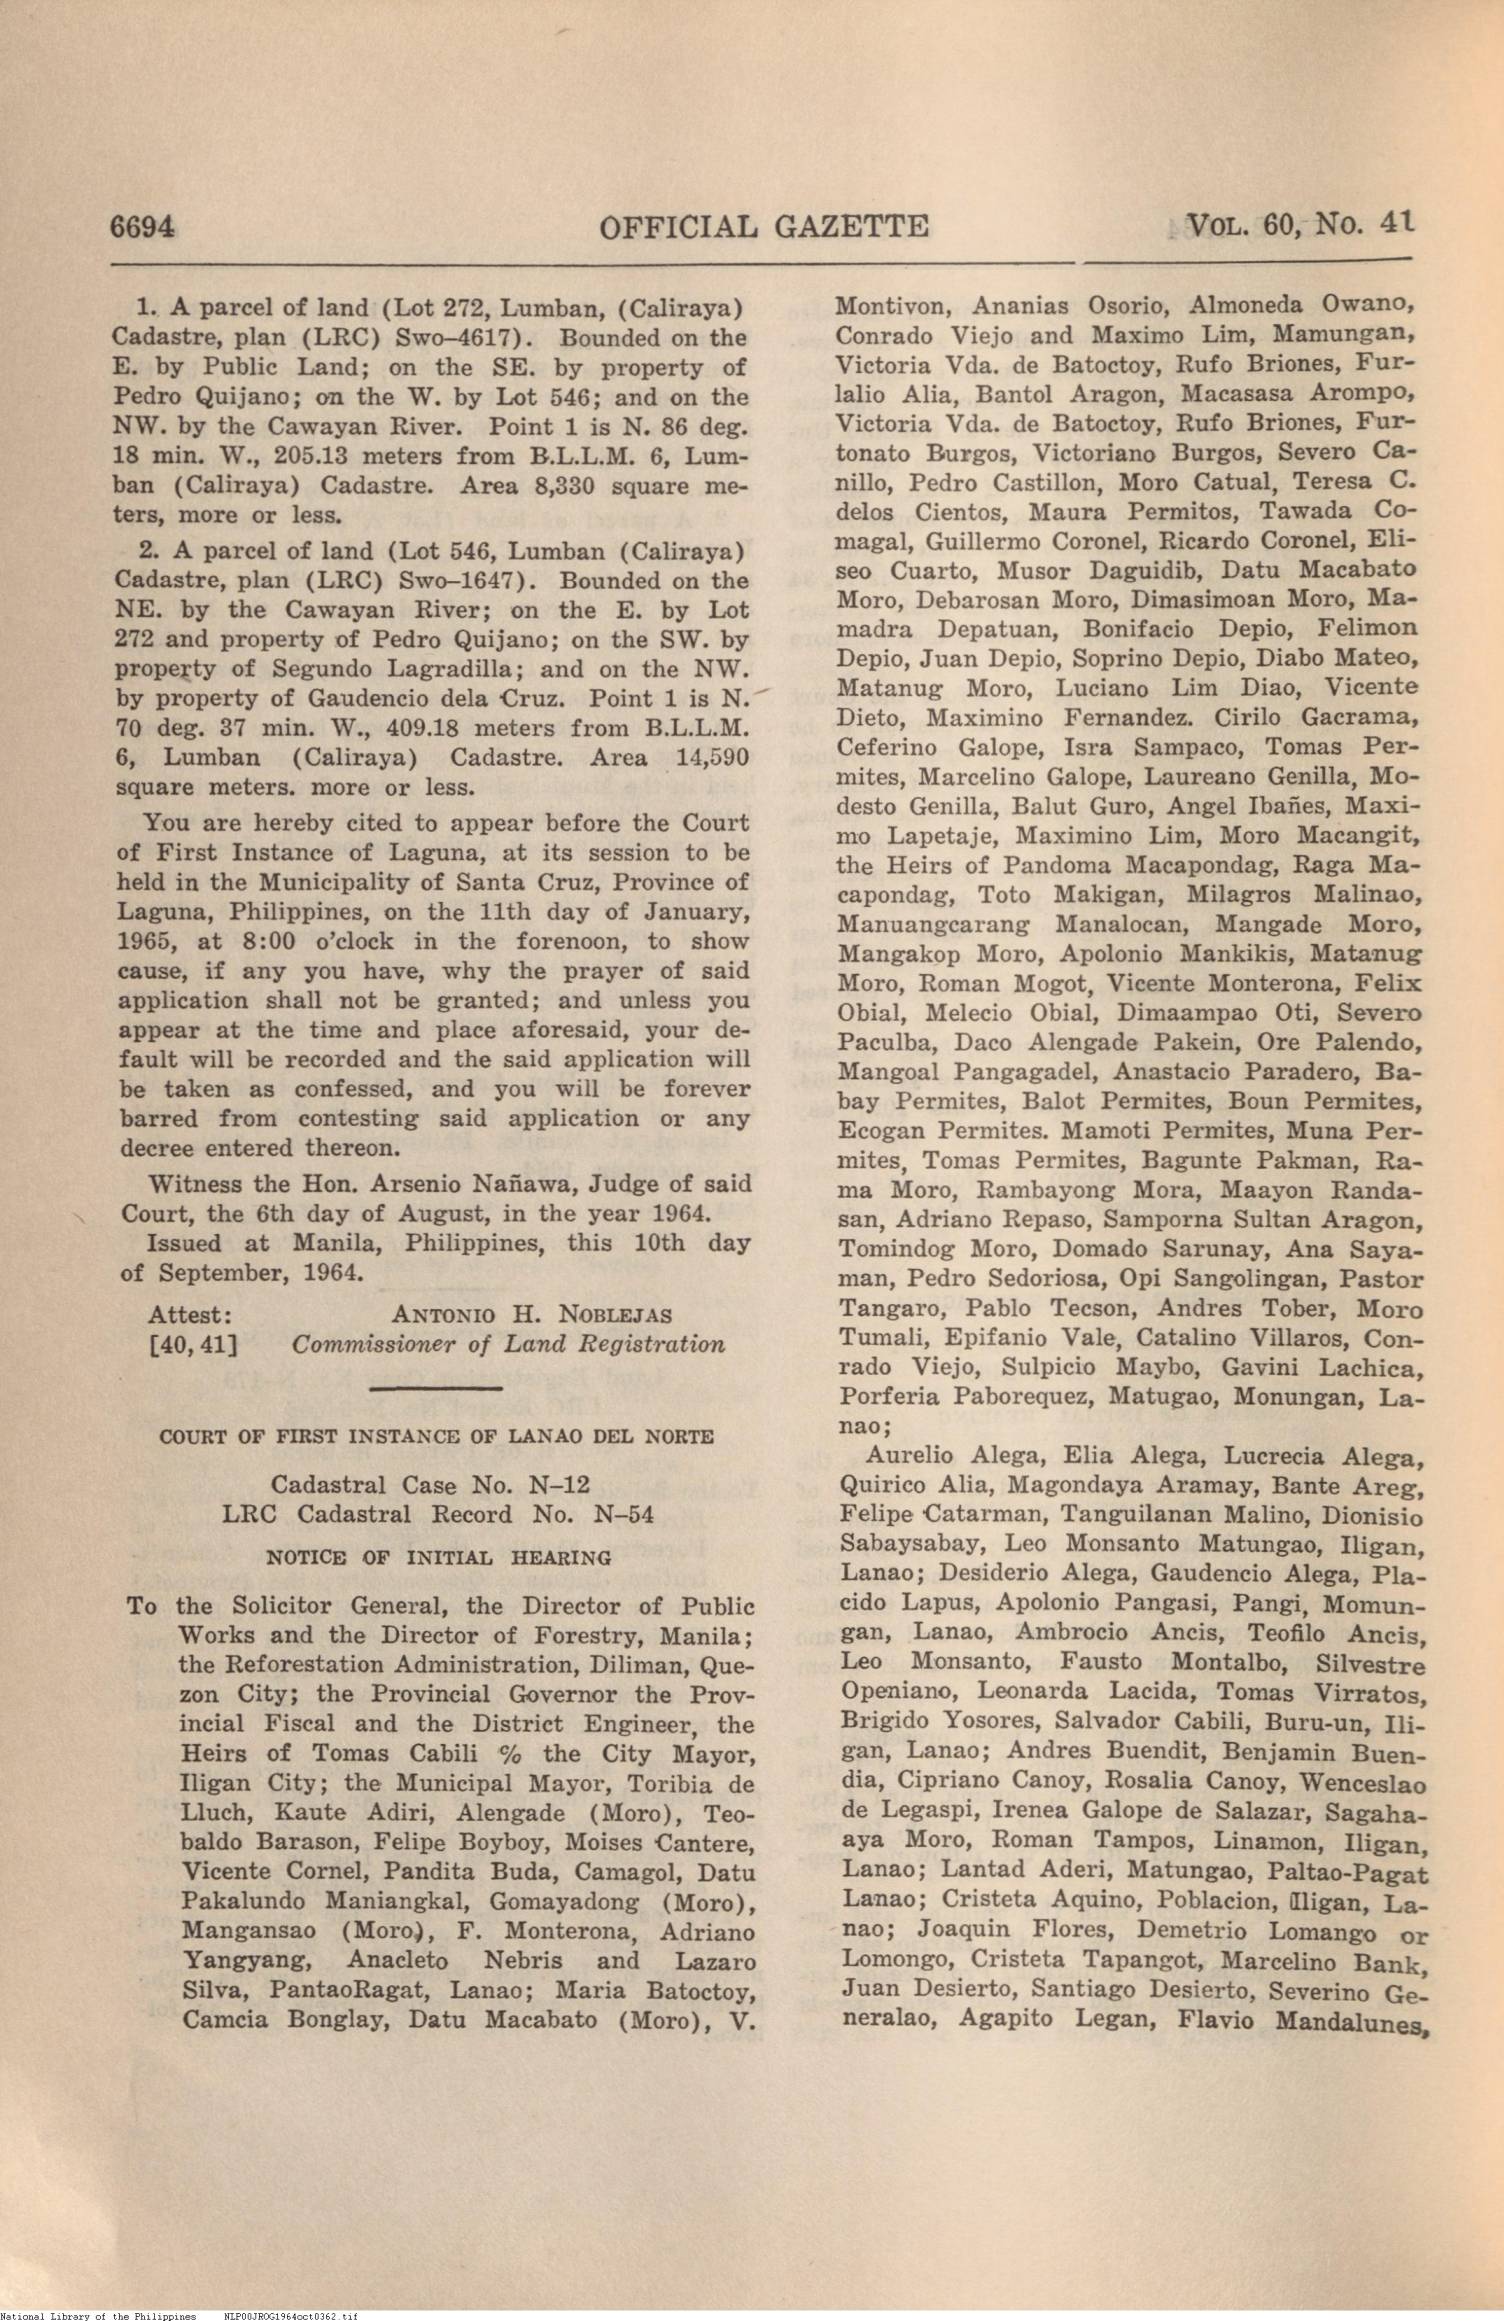 6694 OFFICIAL GAZETTE VOL. 60, NO. 41
1. A parcel of land (Lot 272, Lumban, (Caliraya)
Cadastre, plan (LRC) Swo–4617). Bounded on the
E. by Public Land; on the SE. by property of
Pedro Quijano; on the W. by Lot 546; and on the
NW. by the Cawayan River. Point 1 is N. 86 deg.
18 min. W., 205.13 meters from B.L.L.M. 6, Lum-
ban (Caliraya) Cadastre. Area 8,330 square me-
ters, more or less.
2. A parcel of land (Lot 546, Lumban (Caliraya)
Cadastre, plan (LRC) Swo–1647). Bounded on the
NE. by the Cawayan River; on the E. by Lot
272 and property of Pedro Quijano; on the SW. by
property of Segundo Lagradilla; and on the NW.
by property of Gaudencio dela Cruz. Point 1 is N.
70 deg. 37 min. W., 409.18 meters from B.L.L.M.
6, Lumban (Caliraya) Cadastre. Area 14,590
square meters. more or less.
You are hereby cited to appear before the Court
of First Instance of Laguna, at its session to be
held in the Municipality of Santa Cruz, Province of
Laguna, Philippines, on the 11th day of January,
1965, at 8:00 o'clock in the forenoon, to show
cause, if any you have, why the prayer of said
application shall not be granted; and unless you
appear at the time and place aforesaid, your de-
fault will be recorded and the said application will
be taken as confessed, and you will be forever
barred from contesting said application or any
decree entered thereon.
Witness the Hon. Arsenio Nañawa, Judge of said
Court, the 6th day of August, in the year 1964.
Issued at Manila, Philippines, this 10th day
of September, 1964.
Attest: ANTONIO H. NOBLEJAS
[40, 41] Commissioner of Land Registration
COURT OF FIRST INSTANCE OF LANAO DEL NORTE
Cadastral Case No. N–12
LRC Cadastral Record No. N–54
NOTICE OF INITIAL HEARING
To the Solicitor General, the Director of Public
Works and the Director of Forestry, Manila;
the Reforestation Administration, Diliman, Que-
zon City; the Provincial Governor the Prov-
incial Fiscal and the District Engineer, the
Heirs of Tomas Cabili ℅ the City Mayor,
Iligan City; the Municipal Mayor, Toribia de
Lluch, Kaute Adiri, Alengade (Moro), Teo-
baldo Barason, Felipe Boyboy, Moises Cantere,
Vicente Cornel, Pandita Buda, Camagol, Datu
Pakalundo Maniangkal, Gomayadong (Moro),
Mangansao (Moro), F. Monterona, Adriano
Yangyang, Anacleto Nebris and Lazaro
Silva, PantaoRagat, Lanao; Maria Batoctoy,
Camcia Bonglay, Datu Macabato (Moro), V.
Montivon, Ananias Osorio, Almoneda Owano,
Conrado Viejo and Maximo Lim, Mamungan,
Victoria Vda. de Batoctoy, Rufo Briones, Fur-
lalio Alia, Bantol Aragon, Macasasa Arompo,
Victoria Vda. de Batoctoy, Rufo Briones, Fur-
tonato Burgos, Victoriano Burgos, Severo Ca-
nillo, Pedro Castillon, Moro Catual, Teresa C.
delos Cientos, Maura Permitos, Tawada Co-
magal, Guillermo Coronel, Ricardo Coronel, Eli-
seo Cuarto, Musor Daguidib, Datu Macabato
Moro, Debarosan Moro, Dimasimoan Moro, Ma-
madra Depatuan, Bonifacio Depio, Felimon
Depio, Juan Depio, Soprino Depio, Diabo Mateo,
Matanug Moro, Luciano Lim Diao, Vicente
Dieto, Maximino Fernandez. Cirilo Gacrama,
Ceferino Galope, Isra Sampaco, Tomas Per-
mites, Marcelino Galope, Laureano Genilla, Mo-
desto Genilla, Balut Guro, Angel Ibañes, Maxi-
mo Lapetaje, Maximino Lim, Moro Macangit,
the Heirs of Pandoma Macapondag, Raga Ma-
capondag, Toto Makigan, Milagros Malinao,
Manuangcarang Manalocan, Mangade Moro,
Mangakop Moro, Apolonio Mankikis, Matanug
Moro, Roman Mogot, Vicente Monterona, Felix
Obial, Melecio Obial, Dimaampao Oti, Severo
Paculba, Daco Alengade Pakein, Ore Palendo,
Mangoal Pangagadel, Anastacio Paradero, Ba-
bay Permites, Balot Permites, Boun Permites,
Ecogan Permites. Mamoti Permites, Muna Per-
mites, Tomas Permites, Bagunte Pakman, Ra-
ma Moro, Rambayong Mora, Maayon Randa-
san, Adriano Repaso, Samporna Sultan Aragon,
Tomindog Moro, Domado Sarunay, Ana Saya-
man, Pedro Sedoriosa, Opi Sangolingan, Pastor
Tangaro, Pablo Tecson, Andres Tober, Moro
Tumali, Epifanio Vale, Catalino Villaros, Con-
rado Viejo, Sulpicio Maybo, Gavini Lachica,
Porferia Paborequez, Matugao, Monungan, La-
nao;
Aurelio Alega, Elia Alega, Lucrecia Alega,
Quirico Alia, Magondaya Aramay, Bante Areg,
Felipe Catarman, Tanguilanan Malino, Dionisio
Sabaysabay, Leo Monsanto Matungao, Iligan,
Lanao; Desiderio Alega, Gaudencio Alega, Pla-
cido Lapus, Apolonio Pangasi, Pangi, Momun-
gan, Lanao, Ambrocio Ancis, Teofilo Ancis,
Leo Monsanto, Fausto Montalbo, Silvestre
Openiano, Leonarda Lacida, Tomas Virratos,
Brigido Yosores, Salvador Cabili, Buru-un, Ili-
gan, Lanao; Andres Buendit, Benjamin Buen-
dia, Cipriano Canoy, Rosalia Canoy, Wenceslao
de Legaspi, Irenea Galope de Salazar, Sagaha-
aya Moro, Roman Tampos, Linamon, Iligan,
Lanao; Lantad Aderi, Matungao, Paltao-Pagat
Lanao; Cristeta Aquino, Poblacion, Iligan, La-
nao; Joaquin Flores, Demetrio Lomango or
Lomongo, Cristeta Tapangot, Marcelino Bank,
Juan Desierto, Santiago Desierto, Severino Ge-
neralao, Agapito Legan, Flavio Mandalunes,
National Library of the Philippines NLP00JROG1964oct0362.tif